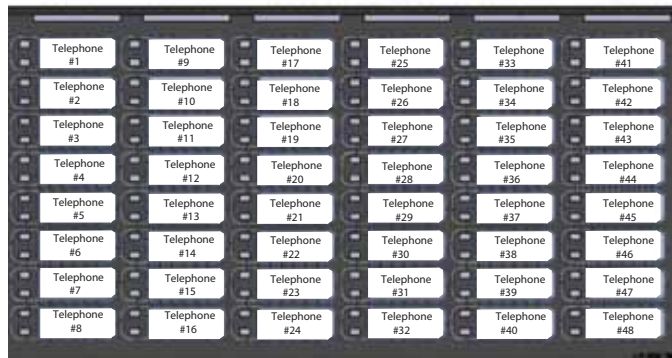 Telephone
#1
Telephone
#2
Telephone
#3
Telephone
#4
Telephone
#5
Telephone
#6
Telephone
#7
Telephone
#8
Telephone
#9
Telephone
#10
Telephone
#11
Telephone
#12
Telephone
#13
Telephone
#14
Telephone
#15
Telephone
#16
Telephone
#17
Telephone
#18
Telephone
#19
Telephone
#20
Telephone
#21
Telephone
#22
Telephone
#23
Telephone
#24
Telephone
#25
Telephone
#26
Telephone
#27
Telephone
#28
Telephone
#29
Telephone
#30
Telephone
#31
Telephone
#32
Telephone
#33
Telephone
#34
Telephone
#35
Telephone
#36
Telephone
#37
Telephone
#38
Telephone
#39
Telephone
#40
Telephone
#41
Telephone
#42
Telephone
#43
Telephone
#44
Telephone
#45
Telephone
#46
Telephone
#47
Telephone
#48